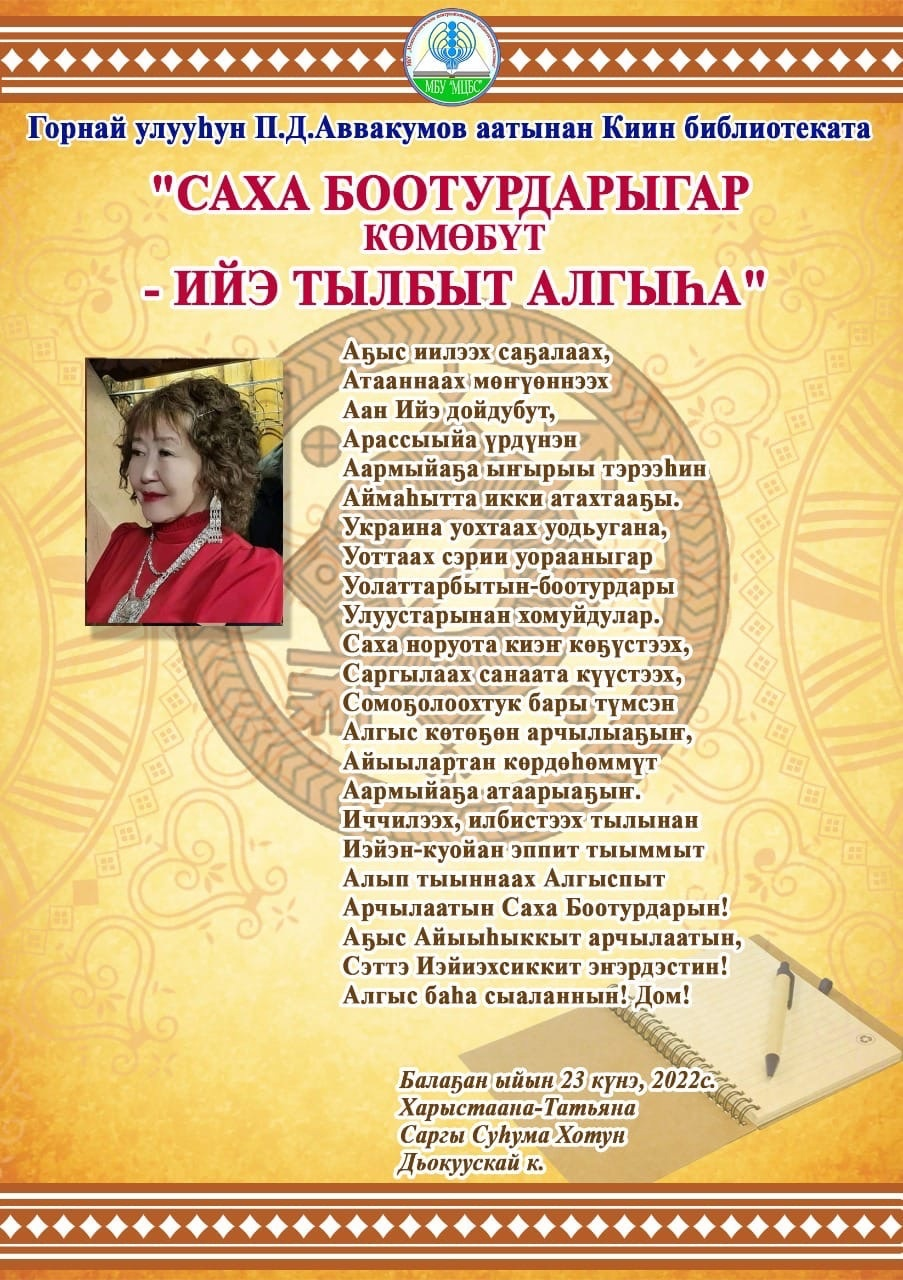 МБУ "МЦБС"
Горнай улууһун П.Д.Аввакумов аатынан Киин библиотеката
"САХА БООТУРДАРЫГАР
КӨМӨБҮТ
- ИЙЭ ТЫЛБЫТ АЛГЫҺА"
Аҕыс иилээх саҕалаах,
Атааннаах мөҥүөннээх
Аан Ийэ дойдубут,
Арассыыйа үрдүнэн
Аармыйаҕа ыҥырыы тэрээһин
Аймаһытта икки атахтааҕы.
Украина уохтаах уодьугана,
Уоттаах сэрии уорааныгар
Уолаттарбытын-боотурдары
Улуустарынан хомуйдулар.
Саха норуота киэҥ көҕүстээх,
Саргылаах санаата күүстээх,
Сомоҕолоохтук бары түмсэн
Алгыс көтөҕөн арчылыаҕыҥ,
Айыылартан көрдөһөммүт
Аармыйаҕа атаарыаҕыҥ.
Иччилээх, илбистээх тылынан
Иэйэн-куойан эппит тыыммыт
Алып тыыннаах Алгыспыт
Арчылаатын Саха Боотурдарын!
Аҕыс Айыыһыккыт арчылаатын,
Сэттэ Иэйиэхсиккит эҥэрдэстин!
Алгыс баһа сыаланнын! Дом!
Балаҕан ыйын 23 күнэ, 2022с.
Харыстаана-Татьяна
Саргы Суһума Хотун
Дьокуускай к.